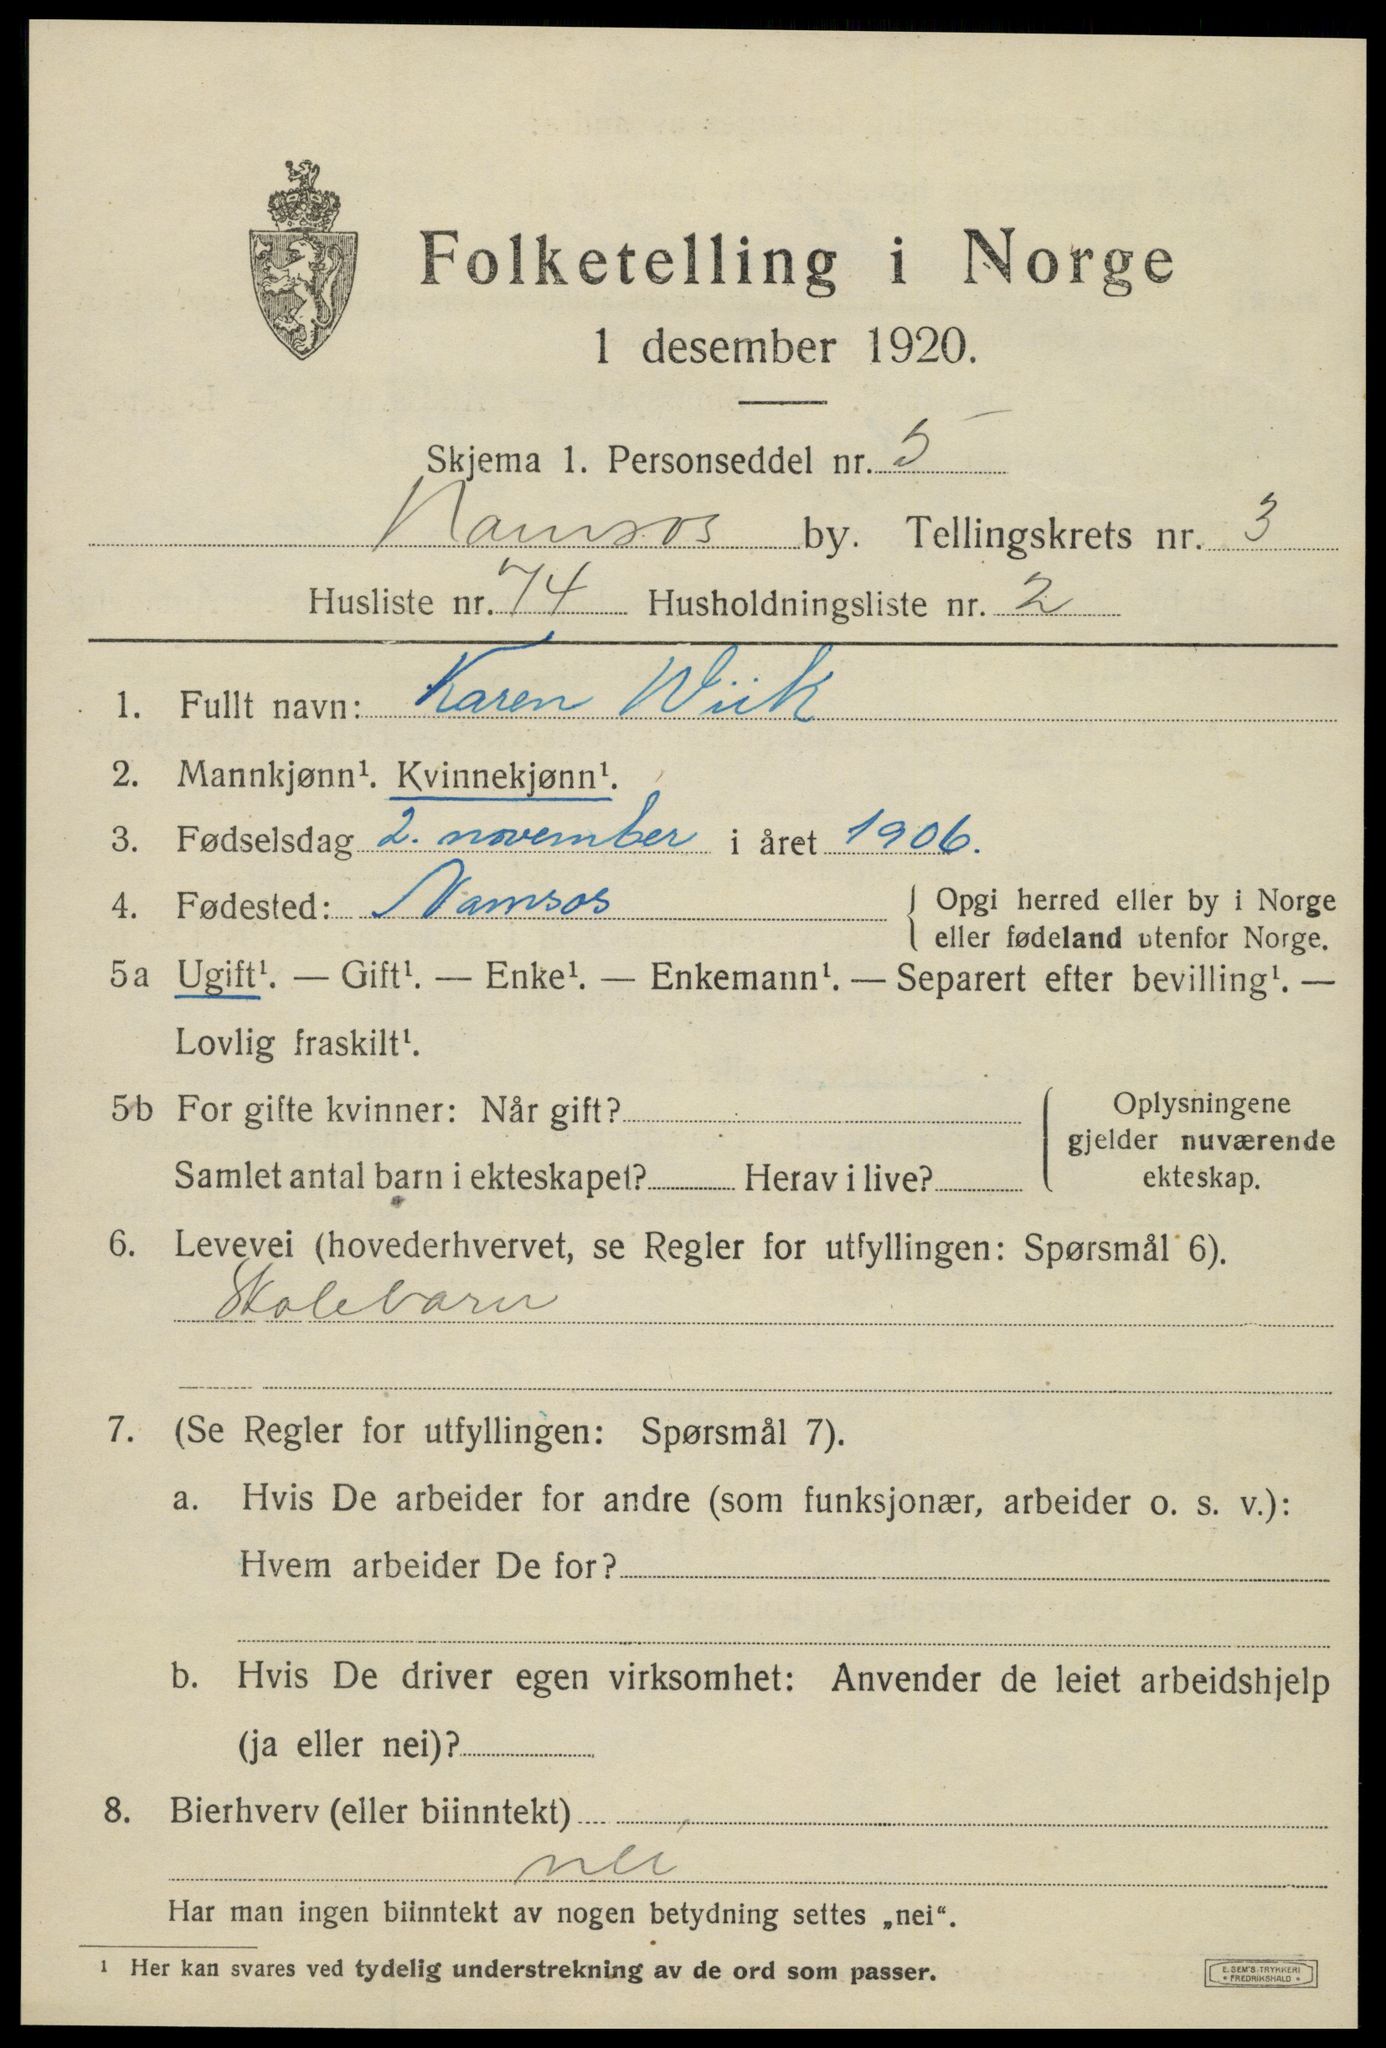 Folketelling i Norge
1 desember 1920.
Skjema 1. Personseddel nr. 5
Namsos by. Tellingskrets nr. 3
Husliste nr. 74 Husholdningsliste nr. 2
1. Fullt navn: Karen Wiik
2. Mannkjønn¹. Kvinnekjønn¹.
3. Fødselsdag 2. november i året 1906.
4. Fødested: Namsos { Opgi herred eller by i Norge
eller fødeland utenfor Norge.
5a Ugift¹. — Gift¹. — Enke¹. — Enkemann¹. — Separert efter bevilling¹. —
Lovlig fraskilt¹.
5b For gifte kvinner: Når gift? { Oplysningene
gjelder nuværende
Samlet antal barn i ekteskapet? Herav i live? ekteskap.
6. Levevei (hovederhvervet, se Regler for utfyllingen: Spørsmål 6).
Skolebarn
7. (Se Regler for utfyllingen: Spørsmål 7).
a. Hvis De arbeider for andre (som funksjonær, arbeider o. s. v.):
Hvem arbeider De for?
b. Hvis De driver egen virksomhet: Anvender de leiet arbeidshjelp
(ja eller nei)?
8. Bierhverv (eller biinntekt)
nei
Har man ingen biinntekt av nogen betydning settes „nei“.
¹ Her kan svares ved tydelig understrekning av de ord som passer.
E. SEM'S TRYKKERI
• FREDRIKSHALD •